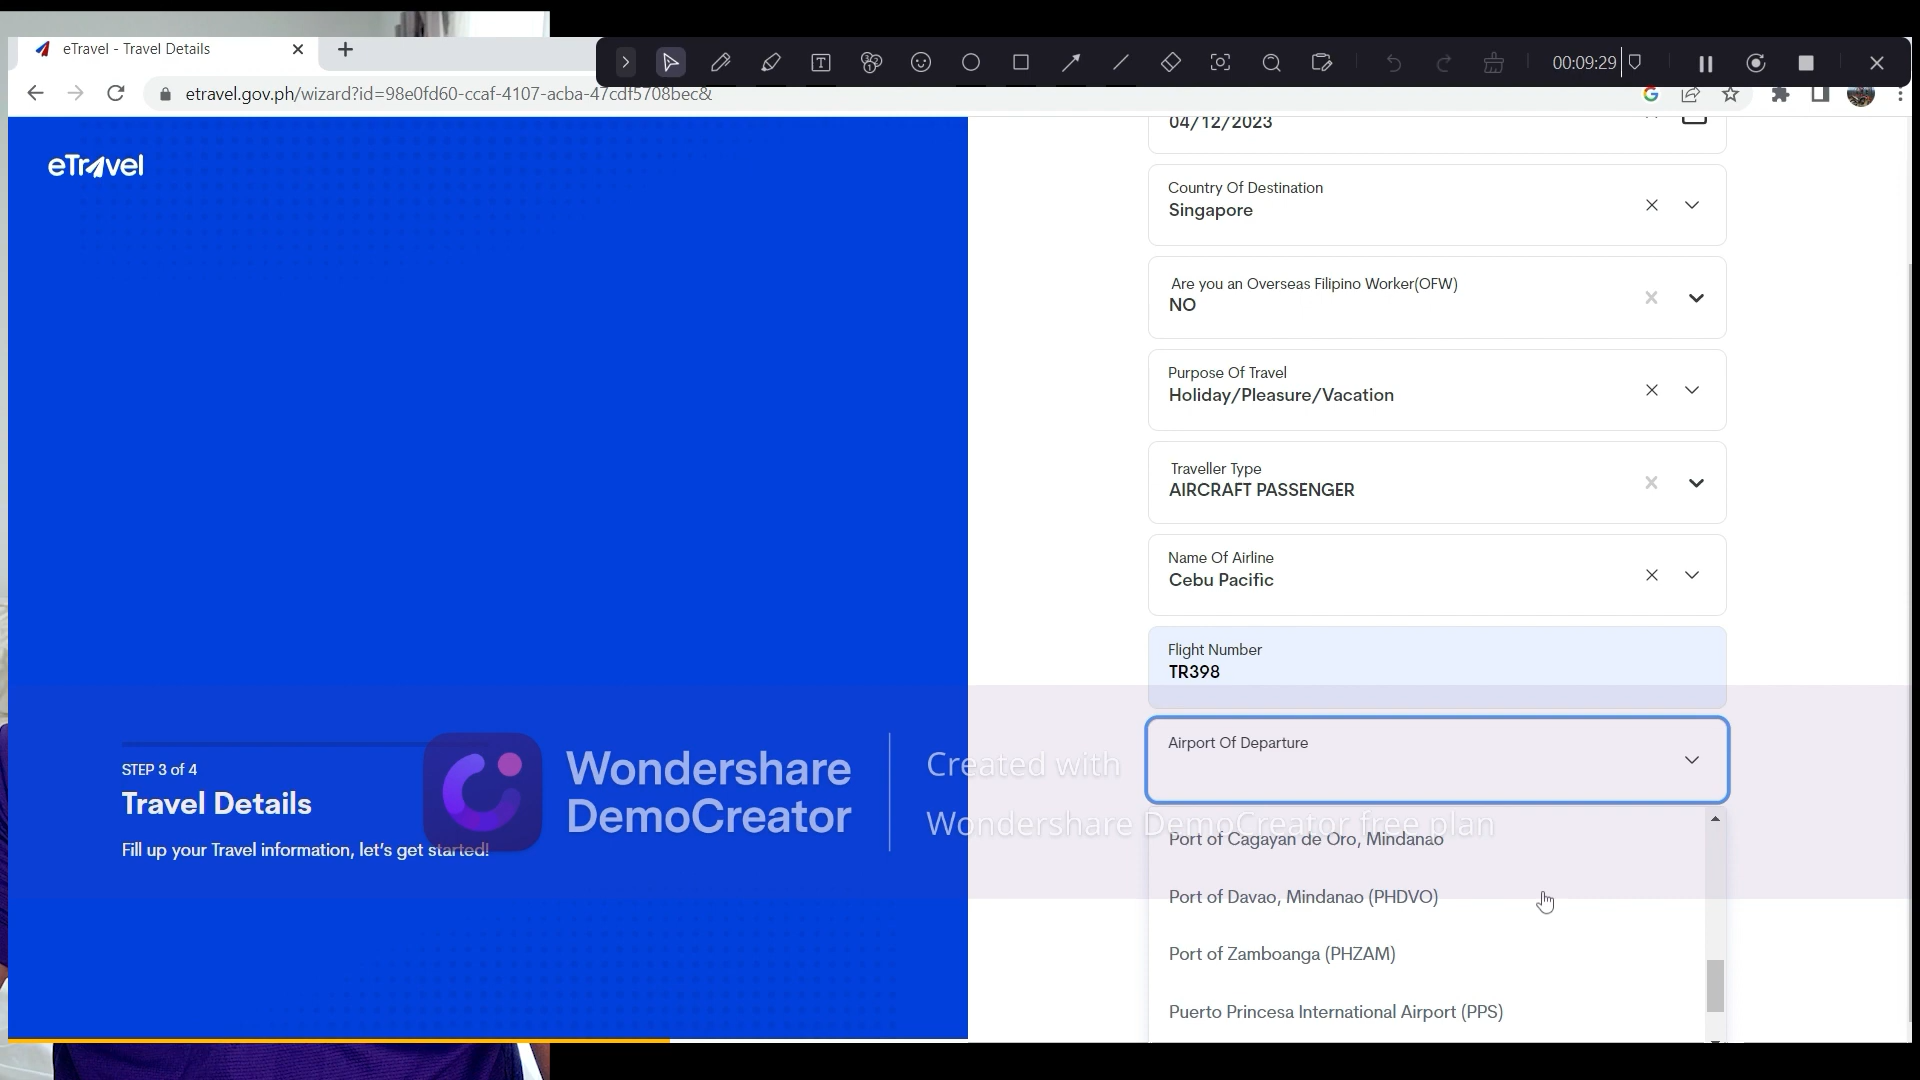 eTravel - Travel Details
00:09:29
etravel.gov.ph/wizard?id=98e0fd60-ccaf-4107-acba-47cdf5708bec&
eTravel
04/12/2023
Country Of Destination
Singapore
Are you an Overseas Filipino Worker(OFW)
NO
Purpose Of Travel
Holiday/Pleasure/Vacation
Traveller Type
AIRCRAFT PASSENGER
Name Of Airline
Cebu Pacific
Flight Number
TR398
Airport Of Departure
Port of Cagayan de Oro, Mindanao
Port of Davao, Mindanao (PHDVO)
Port of Zamboanga (PHZAM)
Puerto Princesa International Airport (PPS)
STEP 3 of 4
Travel Details
Fill up your Travel information, let's get started!
Wondershare
DemoCreator
Created with
Wondershare DemoCreator free plan